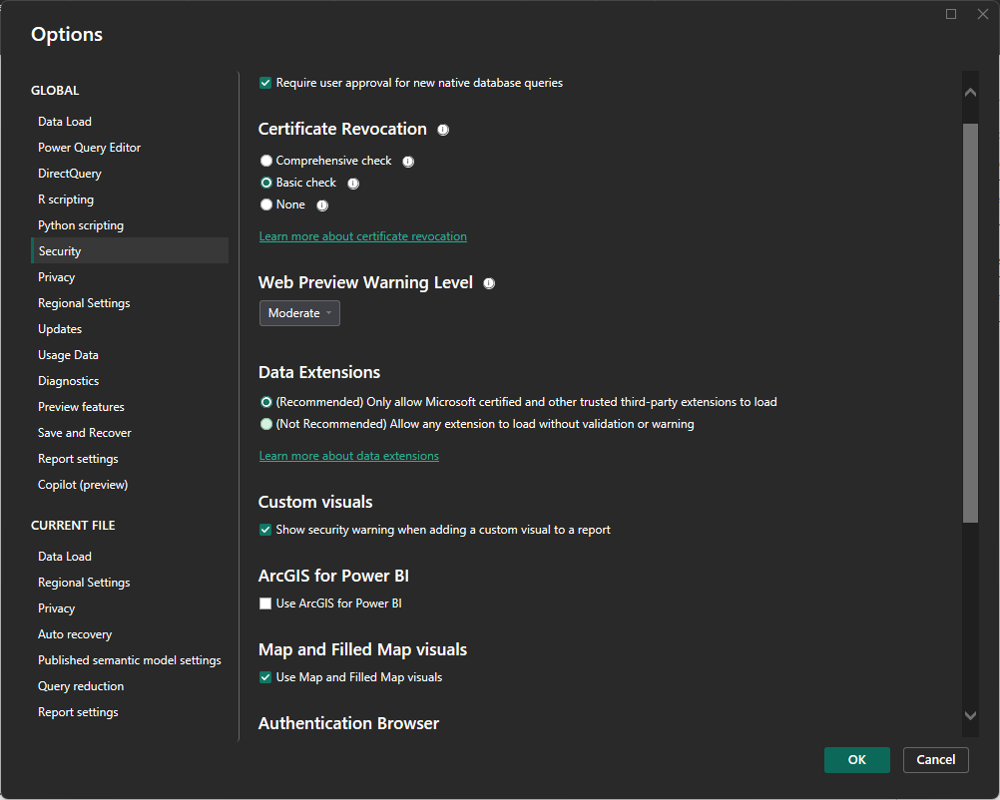 Options
GLOBAL
Data Load
Power Query Editor
DirectQuery
R scripting
Python scripting
Security
Privacy
Regional Settings
Updates
Usage Data
Diagnostics
Preview features
Save and Recover
Report settings
Copilot (preview)
CURRENT FILE
Data Load
Regional Settings
Privacy
Auto recovery
Published semantic model settings
Query reduction
Report settings
Require user approval for new native database queries
Certificate Revocation
Comprehensive check
Basic check
None
Learn more about certificate revocation
Web Preview Warning Level
Moderate
Data Extensions
(Recommended) Only allow Microsoft certified and other trusted third-party extensions to load
(Not Recommended) Allow any extension to load without validation or warning
Learn more about data extensions
Custom visuals
Show security warning when adding a custom visual to a report
ArcGIS for Power BI
Use ArcGIS for Power BI
Map and Filled Map visuals
Use Map and Filled Map visuals
Authentication Browser
OK
Cancel